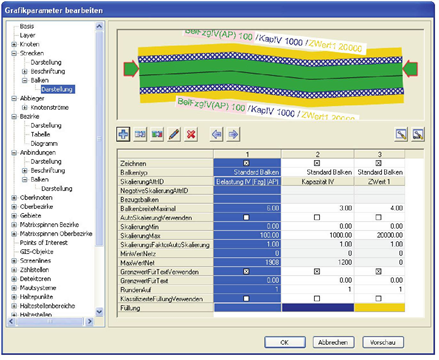 Grafikparameter bearbeiten
Basis
Layer
Knoten
Strecken
Darstellung
Beschriftung
Balken
Darstellung
Abbieger
Knotenströme
Bezirke
Darstellung
Tabelle
Diagramm
Anbindungen
Darstellung
Beschriftung
Balken
Darstellung
Oberknoten
Oberbezirke
Gebiete
Matrixspinnen Bezirke
Matrixspinnen Oberbezirke
Points of Interest
GIS-Objekte
Screenlines
Zählstellen
Detektoren
Mautsysteme
Haltepunkte
Haltestellenbereiche
Haltestellen
BelFzgIV(AP) 100 /KapIV 1000 / ZWert1 20000
BelFzgIV(AP) 100 /KapIV 1000 / ZWert1 20000
1 2 3
Zeichnen
Balkentyp Standard Balken Standard Balken Standard Balken
SkalierungAttrID Belastung IV [Fzg] (AP) Kapazität IV ZWert 1
NegativeSkalierungAttrID
Bezugsbalken
BalkenbreiteMaximal 6.00 3.00 4.00
AutoSkalierungVerwenden
SkalierungMin 0.00 0.00 0.00
SkalierungMax 100.00 1000.00 20000.00
SkalierungsFaktorAutoSkalierung 1.00 1.00 1.00
MinWertNetz 0 0 0
MaxWertNet 1908 1200 0
GrenzwertFürTextVerwenden
GrenzwertFürText 0.00 0.00 0.00
RundenAuf 1 1 1
KlassifizierteFüllungVerwenden
Füllung
OK Abbrechen Vorschau